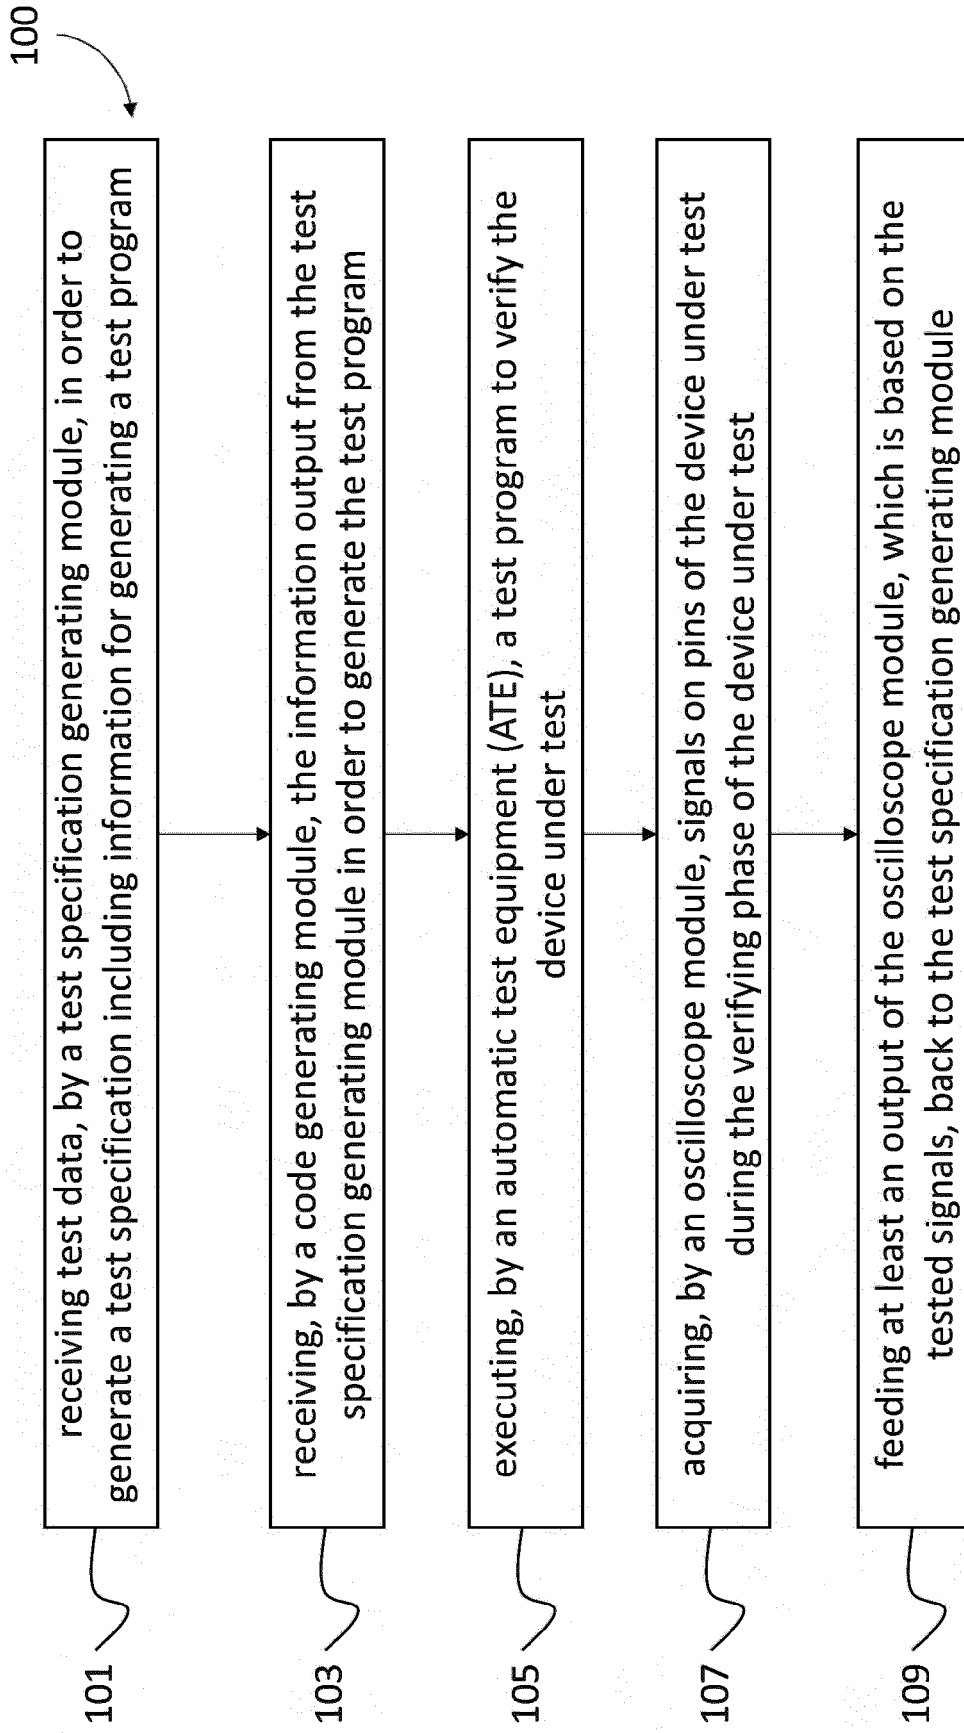 100
101
receiving test data, by a test specification generating module, in order to
generate a test specification including information for generating a test program
103
receiving, by a code generating module, the information output from the test
specification generating module in order to generate the test program
105
executing, by an automatic test equipment (ATE), a test program to verify the
device under test
107
acquiring, by an oscilloscope module, signals on pins of the device under test
during the verifying phase of the device under test
109
feeding at least an output of the oscilloscope module, which is based on the
tested signals, back to the test specification generating module